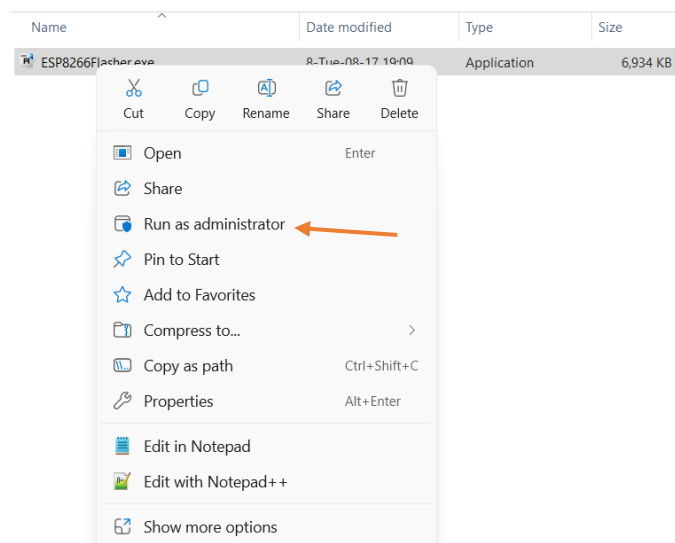 Name Date modified Type Size
ESP8266Flasher.exe 8-Tue-08-17 19:09 Application 6,934 KB
Cut Copy Rename Share Delete
Open Enter
Share
Run as administrator
Pin to Start
Add to Favorites
Compress to...
Copy as path Ctrl+Shift+C
Properties Alt+Enter
Edit in Notepad
Edit with Notepad++
Show more options